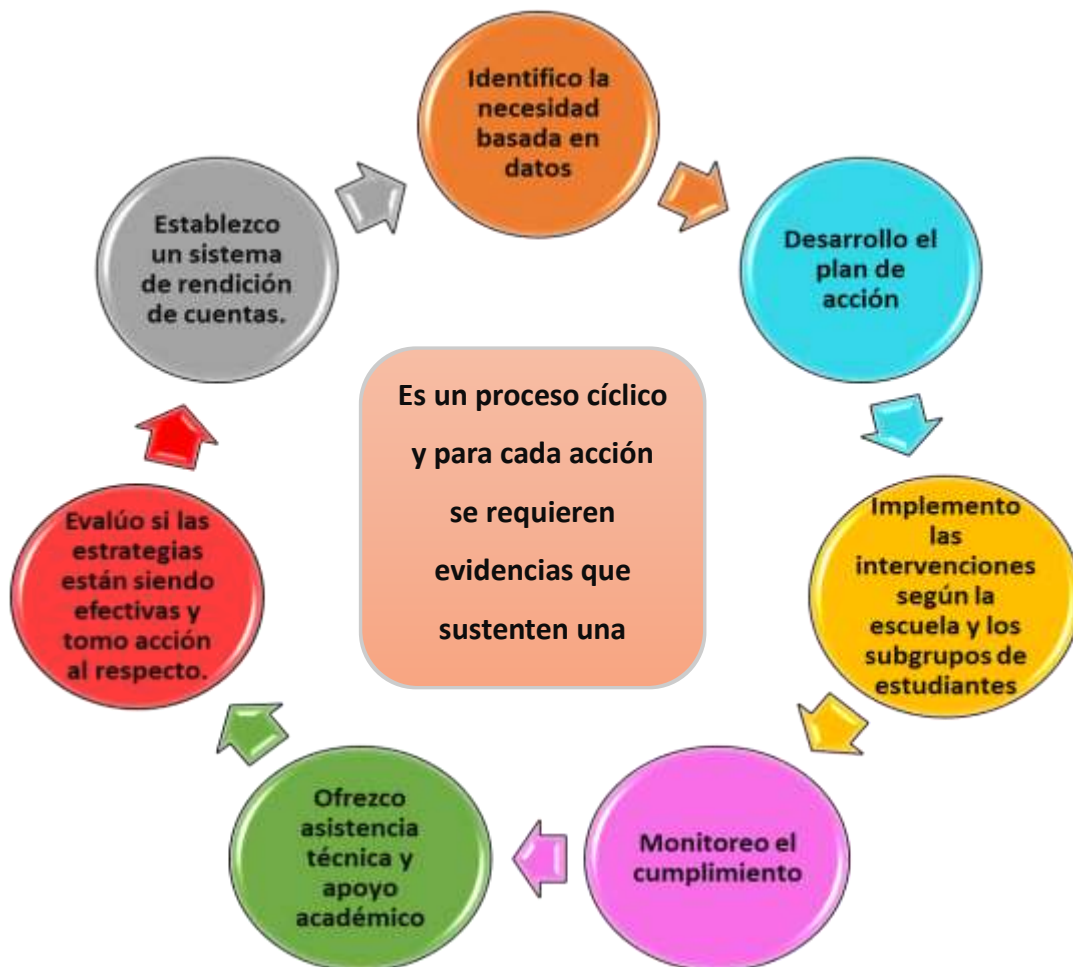 Identifico la
necesidad
basada en
datos
Desarrollo el
plan de
acción
Implemento
las
intervenciones
según la
escuela y los
subgrupos de
estudiantes
Monitoreo el
cumplimiento
Ofrezco
asistencia
técnica y
apoyo
académico
Evalúo si las
estrategias
están siendo
efectivas y
tomo acción
al respecto.
Establezco
un sistema
de rendición
de cuentas.
Es un proceso cíclico
y para cada acción
se requieren
evidencias que
sustenten una